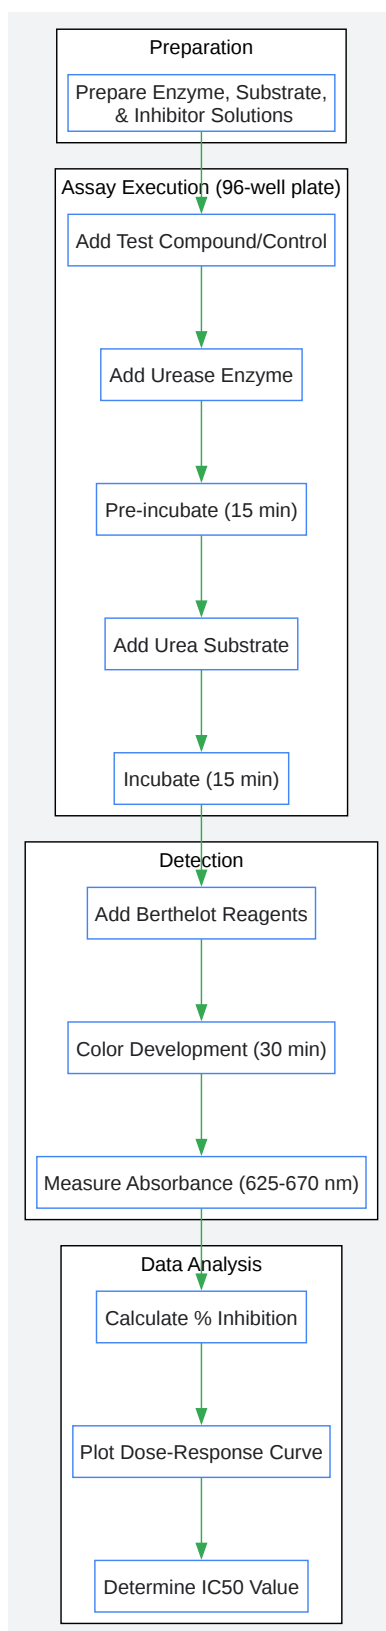 Preparation
Prepare Enzyme, Substrate,
& Inhibitor Solutions
Assay Execution (96-well plate)
Add Test Compound/Control
Add Urease Enzyme
Pre-incubate (15 min)
Add Urea Substrate
Incubate (15 min)
Detection
Add Berthelot Reagents
Color Development (30 min)
Measure Absorbance (625-670 nm)
Data Analysis
Calculate % Inhibition
Plot Dose-Response Curve
Determine IC50 Value